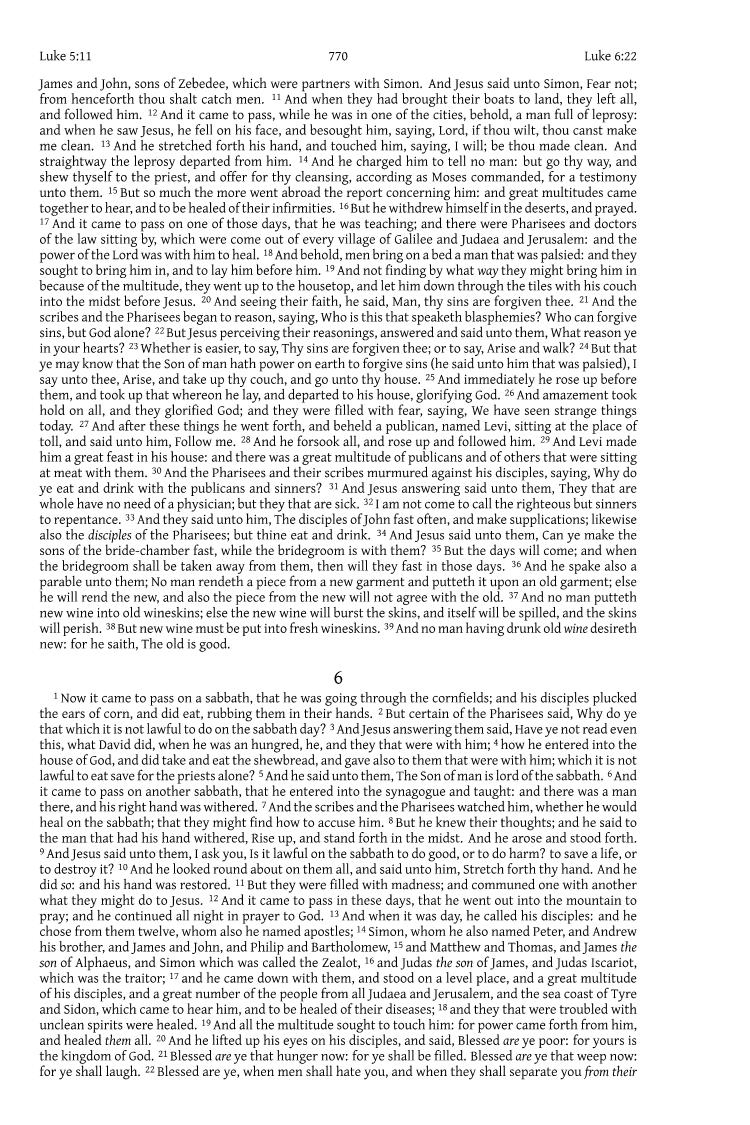 Luke 5:11 770 Luke 6:22
James and John, sons of Zebedee, which were partners with Simon. And Jesus said unto Simon, Fear not;
from henceforth thou shalt catch men. 11 And when they had brought their boats to land, they left all,
and followed him. 12 And it came to pass, while he was in one of the cities, behold, a man full of leprosy:
and when he saw Jesus, he fell on his face, and besought him, saying, Lord, if thou wilt, thou canst make
me clean. 13 And he stretched forth his hand, and touched him, saying, I will; be thou made clean. And
straightway the leprosy departed from him. 14 And he charged him to tell no man: but go thy way, and
shew thyself to the priest, and offer for thy cleansing, according as Moses commanded, for a testimony
unto them. 15 But so much the more went abroad the report concerning him: and great multitudes came
together to hear, and to be healed of their infirmities. 16 But he withdrew himself in the deserts, and prayed.
17 And it came to pass on one of those days, that he was teaching; and there were Pharisees and doctors
of the law sitting by, which were come out of every village of Galilee and Judaea and Jerusalem: and the
power of the Lord was with him to heal. 18 And behold, men bring on a bed a man that was palsied: and they
sought to bring him in, and to lay him before him. 19 And not finding by what way they might bring him in
because of the multitude, they went up to the housetop, and let him down through the tiles with his couch
into the midst before Jesus. 20 And seeing their faith, he said, Man, thy sins are forgiven thee. 21 And the
scribes and the Pharisees began to reason, saying, Who is this that speaketh blasphemies? Who can forgive
sins, but God alone? 22 But Jesus perceiving their reasonings, answered and said unto them, What reason ye
in your hearts? 23 Whether is easier, to say, Thy sins are forgiven thee; or to say, Arise and walk? 24 But that
ye may know that the Son of man hath power on earth to forgive sins (he said unto him that was palsied), I
say unto thee, Arise, and take up thy couch, and go unto thy house. 25 And immediately he rose up before
them, and took up that whereon he lay, and departed to his house, glorifying God. 26 And amazement took
hold on all, and they glorified God; and they were filled with fear, saying, We have seen strange things
today. 27 And after these things he went forth, and beheld a publican, named Levi, sitting at the place of
toll, and said unto him, Follow me. 28 And he forsook all, and rose up and followed him. 29 And Levi made
him a great feast in his house: and there was a great multitude of publicans and of others that were sitting
at meat with them. 30 And the Pharisees and their scribes murmured against his disciples, saying, Why do
ye eat and drink with the publicans and sinners? 31 And Jesus answering said unto them, They that are
whole have no need of a physician; but they that are sick. 32 I am not come to call the righteous but sinners
to repentance. 33 And they said unto him, The disciples of John fast often, and make supplications; likewise
also the disciples of the Pharisees; but thine eat and drink. 34 And Jesus said unto them, Can ye make the
sons of the bride-chamber fast, while the bridegroom is with them? 35 But the days will come; and when
the bridegroom shall be taken away from them, then will they fast in those days. 36 And he spake also a
parable unto them; No man rendeth a piece from a new garment and putteth it upon an old garment; else
he will rend the new, and also the piece from the new will not agree with the old. 37 And no man putteth
new wine into old wineskins; else the new wine will burst the skins, and itself will be spilled, and the skins
will perish. 38 But new wine must be put into fresh wineskins. 39 And no man having drunk old wine desireth
new: for he saith, The old is good.
6
1 Now it came to pass on a sabbath, that he was going through the cornfields; and his disciples plucked
the ears of corn, and did eat, rubbing them in their hands. 2 But certain of the Pharisees said, Why do ye
that which it is not lawful to do on the sabbath day? 3 And Jesus answering them said, Have ye not read even
this, what David did, when he was an hungred, he, and they that were with him; 4 how he entered into the
house of God, and did take and eat the shewbread, and gave also to them that were with him; which it is not
lawful to eat save for the priests alone? 5 And he said unto them, The Son of man is lord of the sabbath. 6 And
it came to pass on another sabbath, that he entered into the synagogue and taught: and there was a man
there, and his right hand was withered. 7 And the scribes and the Pharisees watched him, whether he would
heal on the sabbath; that they might find how to accuse him. 8 But he knew their thoughts; and he said to
the man that had his hand withered, Rise up, and stand forth in the midst. And he arose and stood forth.
9 And Jesus said unto them, I ask you, Is it lawful on the sabbath to do good, or to do harm? to save a life, or
to destroy it? 10 And he looked round about on them all, and said unto him, Stretch forth thy hand. And he
did so: and his hand was restored. 11 But they were filled with madness; and communed one with another
what they might do to Jesus. 12 And it came to pass in these days, that he went out into the mountain to
pray; and he continued all night in prayer to God. 13 And when it was day, he called his disciples: and he
chose from them twelve, whom also he named apostles; 14 Simon, whom he also named Peter, and Andrew
his brother, and James and John, and Philip and Bartholomew, 15 and Matthew and Thomas, and James the
son of Alphaeus, and Simon which was called the Zealot, 16 and Judas the son of James, and Judas Iscariot,
which was the traitor; 17 and he came down with them, and stood on a level place, and a great multitude
of his disciples, and a great number of the people from all Judaea and Jerusalem, and the sea coast of Tyre
and Sidon, which came to hear him, and to be healed of their diseases; 18 and they that were troubled with
unclean spirits were healed. 19 And all the multitude sought to touch him: for power came forth from him,
and healed them all. 20 And he lifted up his eyes on his disciples, and said, Blessed are ye poor: for yours is
the kingdom of God. 21 Blessed are ye that hunger now: for ye shall be filled. Blessed are ye that weep now:
for ye shall laugh. 22 Blessed are ye, when men shall hate you, and when they shall separate you from their